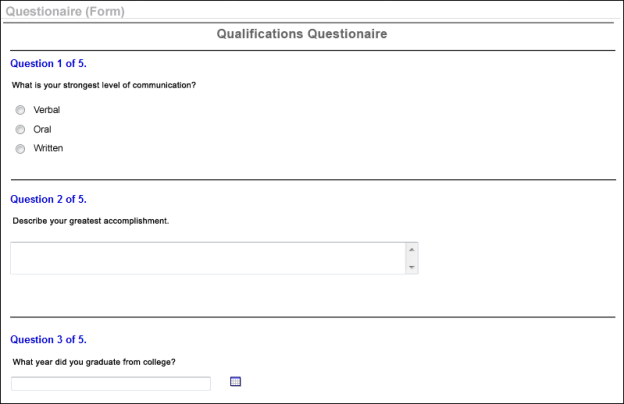 Questionaire (Form)
Qualifications Questionaire
Question 1 of 5.
What is your strongest level of communication?
Verbal
Oral
Written
Question 2 of 5.
Describe your greatest accomplishment.
Question 3 of 5.
What year did you graduate from college?